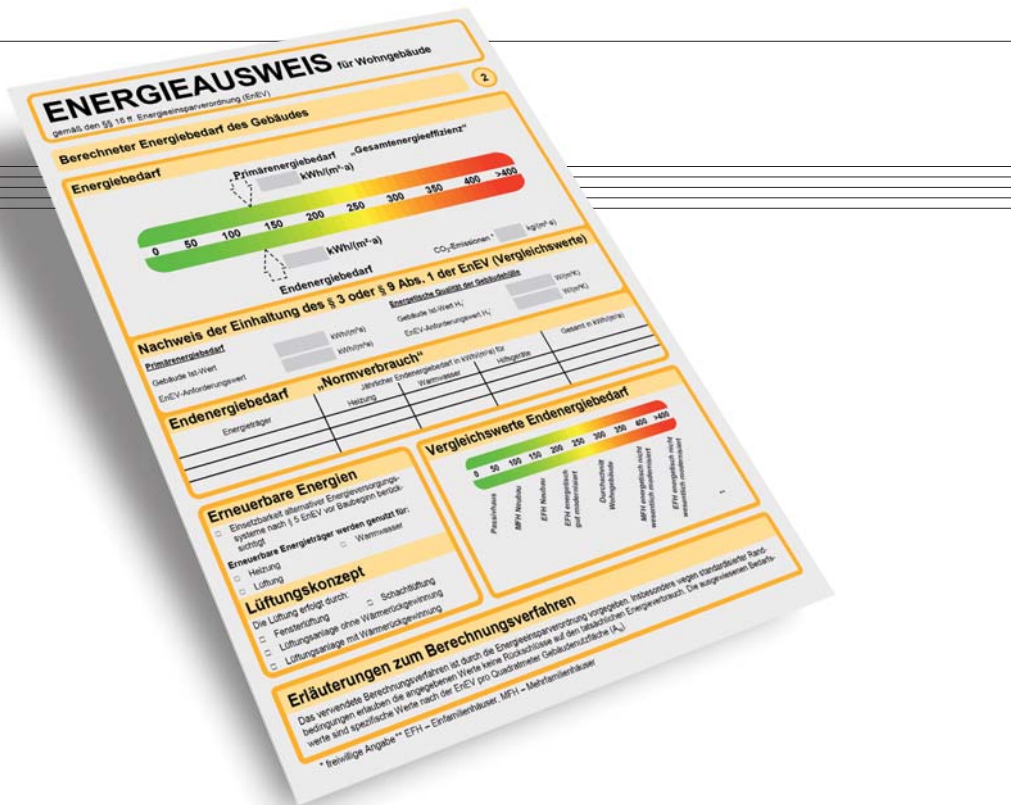 ENERGIEAUSWEIS für Wohngebäude
gemäß den §§ 16 ff. Energieeinsparverordnung (EnEV)
Berechneter Energiebedarf des Gebäudes
2
Energiebedarf
Primärenergiebedarf „Gesamtenergieeffizienz“
kWh/(m²·a)
0 50 100 150 200 250 300 350 400 >400
kWh/(m²·a)
Endenergiebedarf
CO₂-Emissionen * kg/(m²·a)
Nachweis der Einhaltung des § 3 oder § 9 Abs. 1 der EnEV (Vergleichswerte)
Primärenergiebedarf
Gebäude Ist-Wert kWh/(m²a)
EnEV-Anforderungswert kWh/(m²a)
Energetische Qualität der Gebäudehülle
Gebäude Ist-Wert H W/(m²K)
EnEV-Anforderungswert H W/(m²K)
Endenergiebedarf „Normverbrauch“
Energieträger
Jährlicher Endenergiebedarf in kWh/(m²a) für
Heizung
Warmwasser
Hilfsgeräte
Gesamt in kWh/(m²a)
Erneuerbare Energien
□ Einsetzbarkeit alternativer Energieversorgungs-
systeme nach § 5 EnEV vor Baubeginn berück-
sichtigt
Erneuerbare Energieträger werden genutzt für:
□ Heizung □ Warmwasser
□ Lüftung
Lüftungskonzept
Die Lüftung erfolgt durch:
□ Fensterlüftung □ Schachtlüftung
□ Lüftungsanlage ohne Wärmerückgewinnung
□ Lüftungsanlage mit Wärmerückgewinnung
Vergleichswerte Endenergiebedarf
0 50 100 150 200 250 300 350 400 >400
Passivhaus
MFH Neubau
EFH Neubau
EFH energetisch
gut modernisiert
Durchschnitt
Wohngebäude
MFH energetisch nicht
wesentlich modernisiert
EFH energetisch nicht
wesentlich modernisiert
**
Erläuterungen zum Berechnungsverfahren
Das verwendete Berechnungsverfahren ist durch die Energieeinsparverordnung vorgegeben. Insbesondere wegen standardisierter Rand-
bedingungen erlauben die angegebenen Werte keine Rückschlüsse auf den tatsächlichen Energieverbrauch. Die ausgewiesenen Bedarfs-
werte sind spezifische Werte nach der EnEV pro Quadratmeter Gebäudenutzfläche (Aₙ)
* freiwillige Angabe ** EFH – Einfamilienhäuser. MFH – Mehrfamilienhäuser